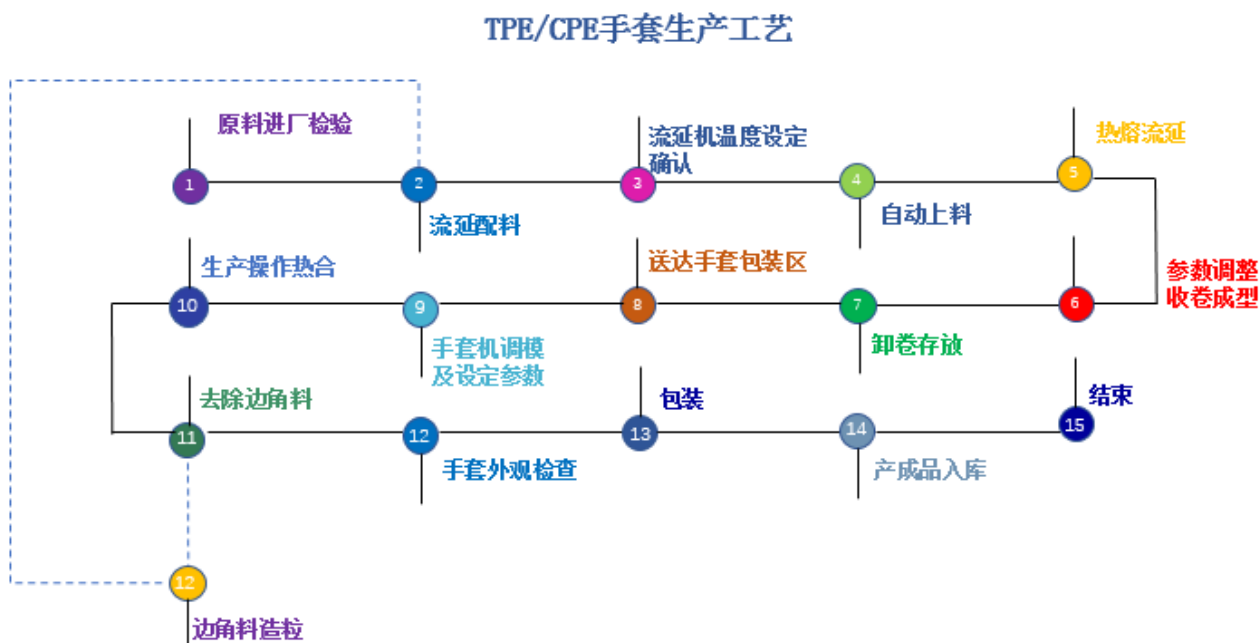 TPE/CPE手套生产工艺
原料进厂检验
1
2
流延配料
流延机温度设定
确认
3
4
自动上料
热熔流延
5
参数调整
收卷成型
6
7
卸卷存放
送达手套包装区
8
9
手套机调模
及设定参数
生产操作热合
10
去除边角料
11
12
手套外观检查
包装
13
14
产成品入库
结束
15
12
边角料造粒